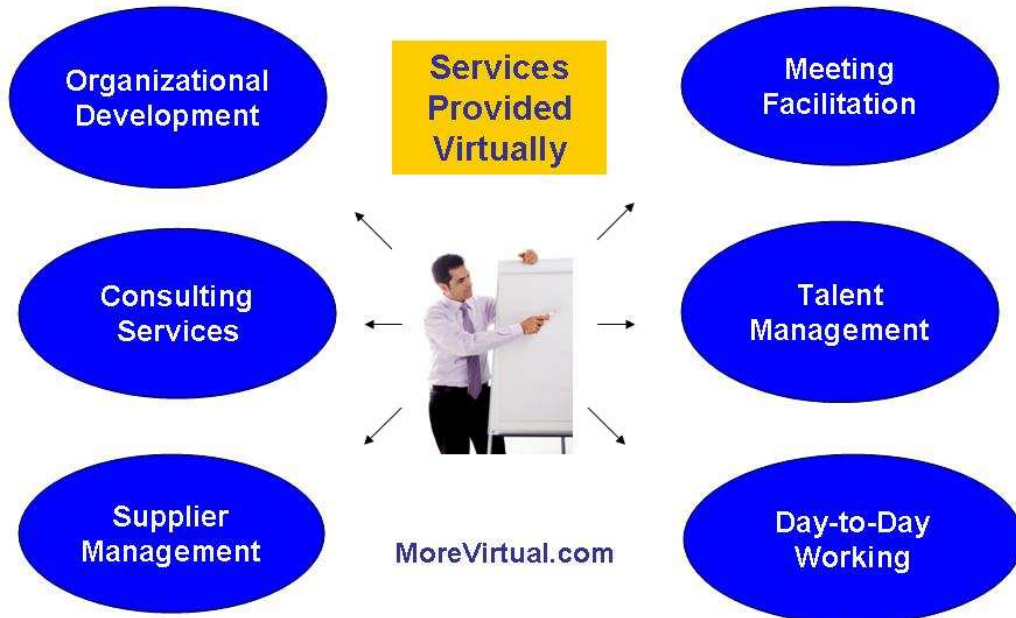 Organizational
Development
Services
Provided
Virtually
Meeting
Facilitation
Consulting
Services
Talent
Management
Supplier
Management
MoreVirtual.com
Day-to-Day
Working